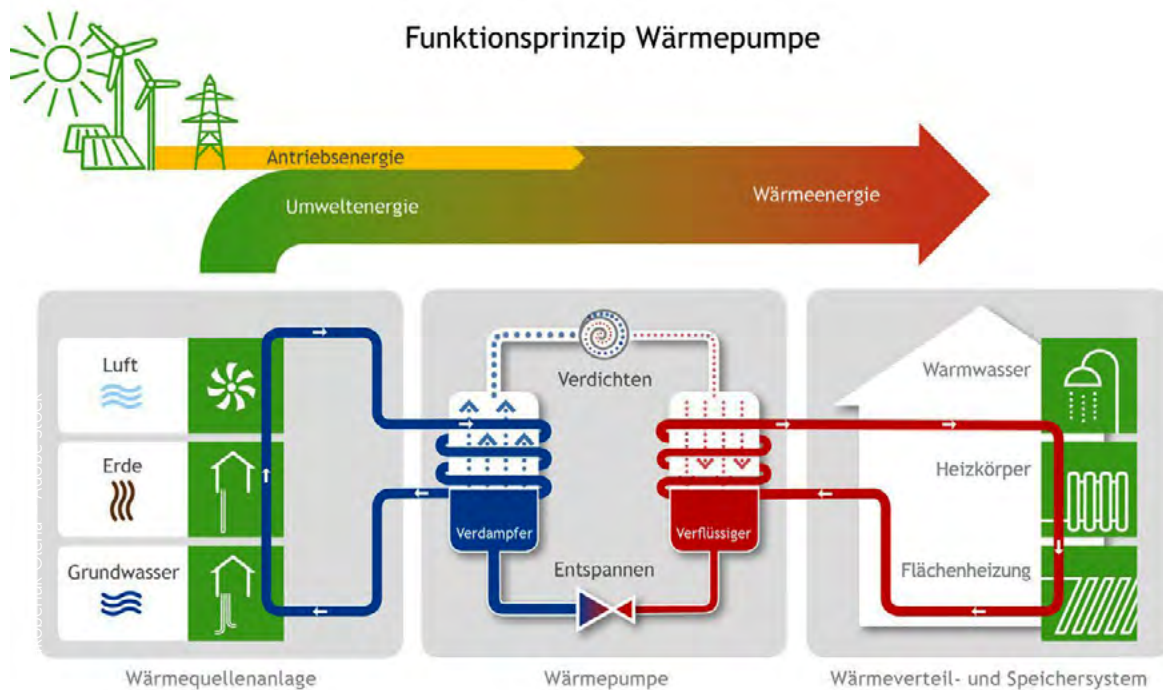 Funktionsprinzip Wärmepumpe
Antriebsenergie
Umweltenergie
Wärmeenergie
Luft
Erde
Grundwasser
Verdichten
Verdampfer
Verflüssiger
Entspannen
Warmwasser
Heizkörper
Flächenheizung
Wärmequellenanlage
Wärmepumpe
Wärmeverteil- und Speichersystem